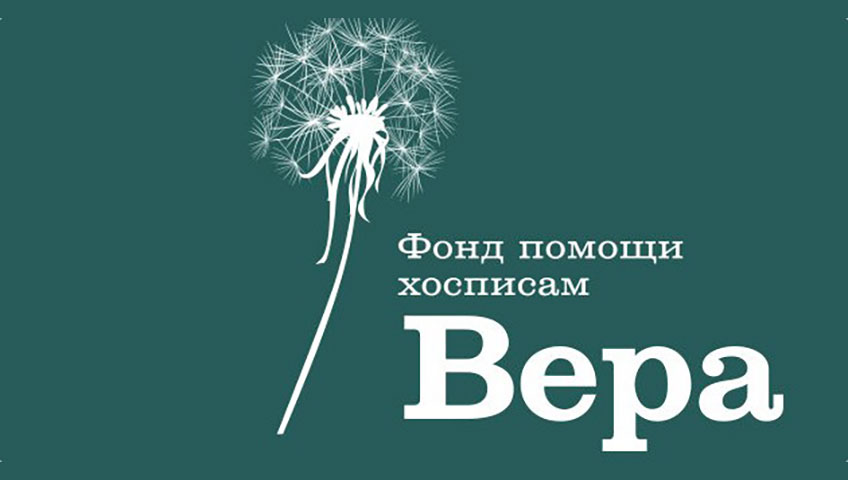 Фонд помощи
хосписам
Вера